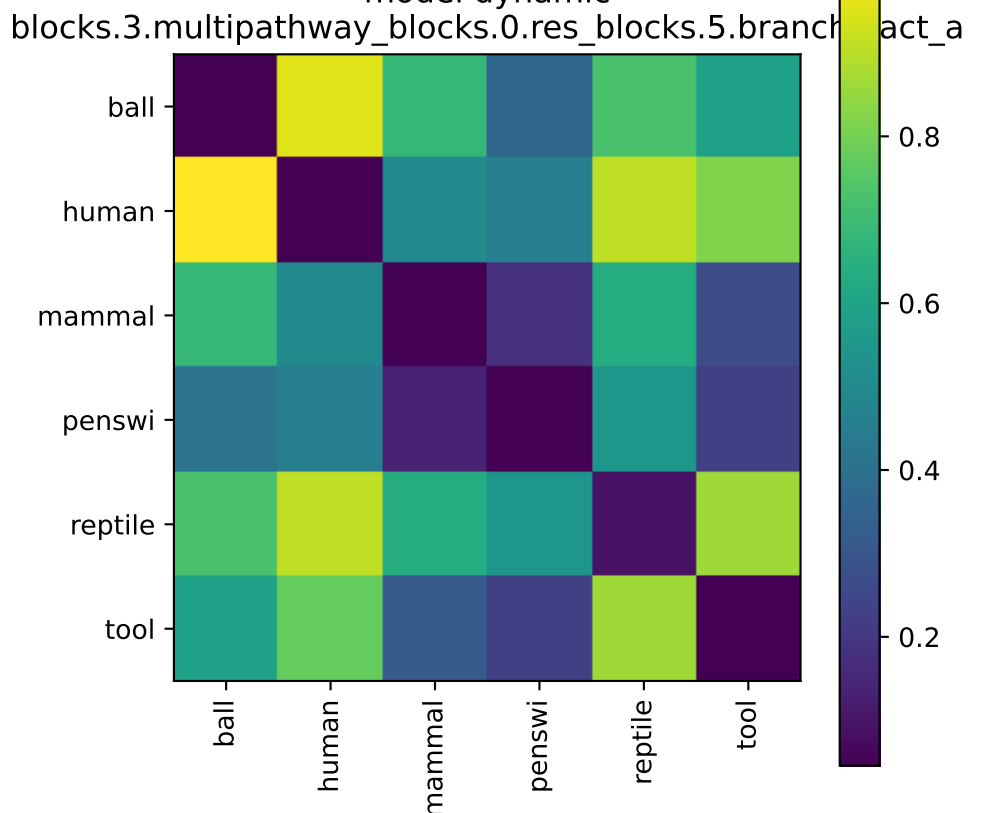 model dynamic
blocks.3.multipathway_blocks.0.res_blocks.5.branch act_a
ball
human
mammal
penswi
reptile
tool
ball
human
mammal
penswi
reptile
tool
0.8
0.6
0.4
0.2